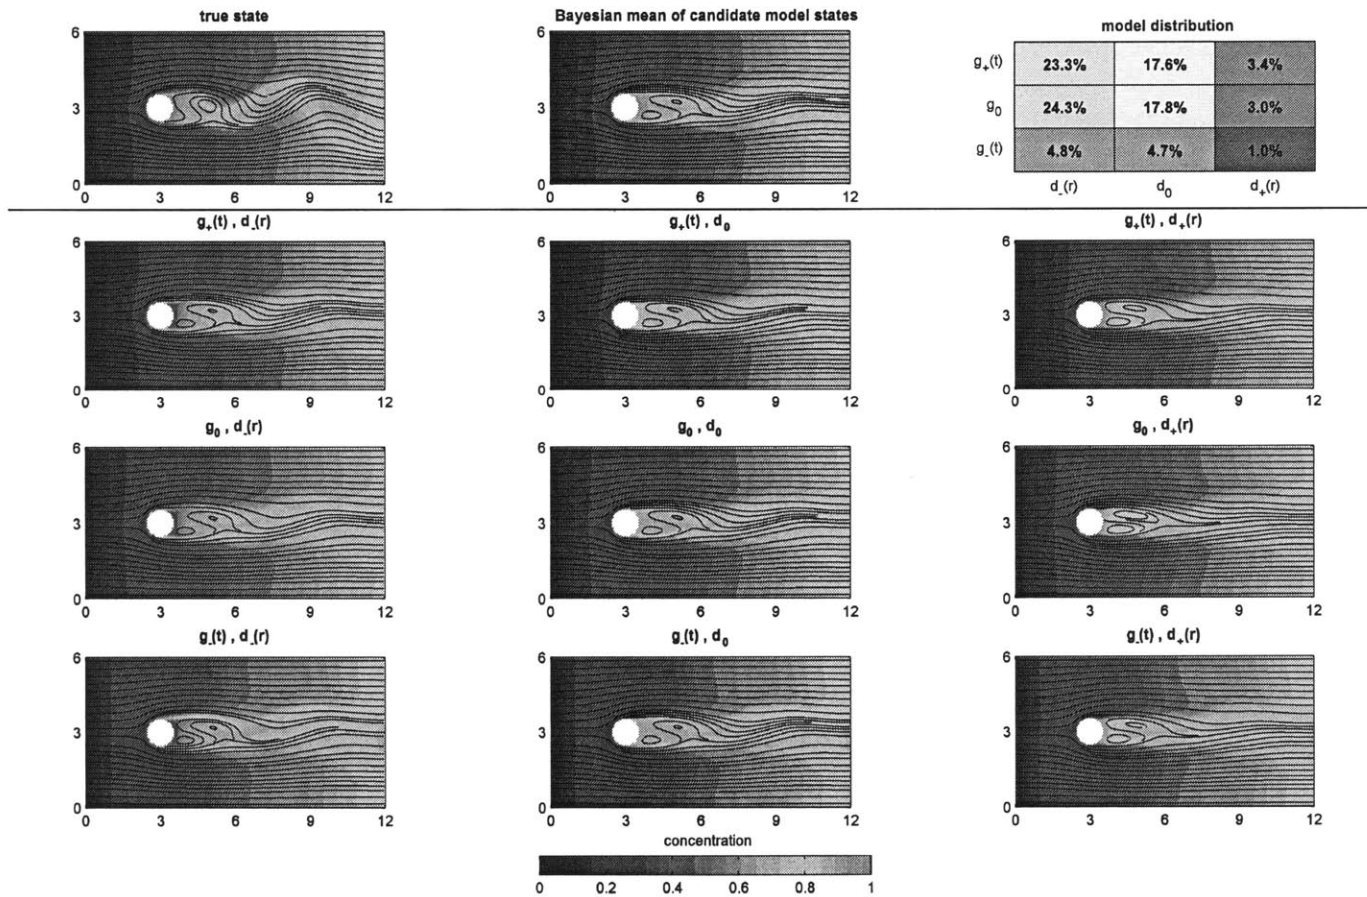 true state
Bayesian mean of candidate model states
model distribution
6
3
0
0 3 6 9 12
6
3
0
0 3 6 9 12
g₊(t) 23.3% 17.6% 3.4%
g₀ 24.3% 17.8% 3.0%
g₋(t) 4.8% 4.7% 1.0%
d₋(r) d₀ d₊(r)
g₊(t) , d₋(r)
6
3
0
0 3 6 9 12
g₊(t) , d₀
6
3
0
0 3 6 9 12
g₊(t) , d₊(r)
6
3
0
0 3 6 9 12
g₀ , d₋(r)
6
3
0
0 3 6 9 12
g₀ , d₀
6
3
0
0 3 6 9 12
g₀ , d₊(r)
6
3
0
0 3 6 9 12
g₋(t) , d₋(r)
6
3
0
0 3 6 9 12
g₋(t) , d₀
6
3
0
0 3 6 9 12
g₋(t) , d₊(r)
6
3
0
0 3 6 9 12
concentration
0 0.2 0.4 0.6 0.8 1